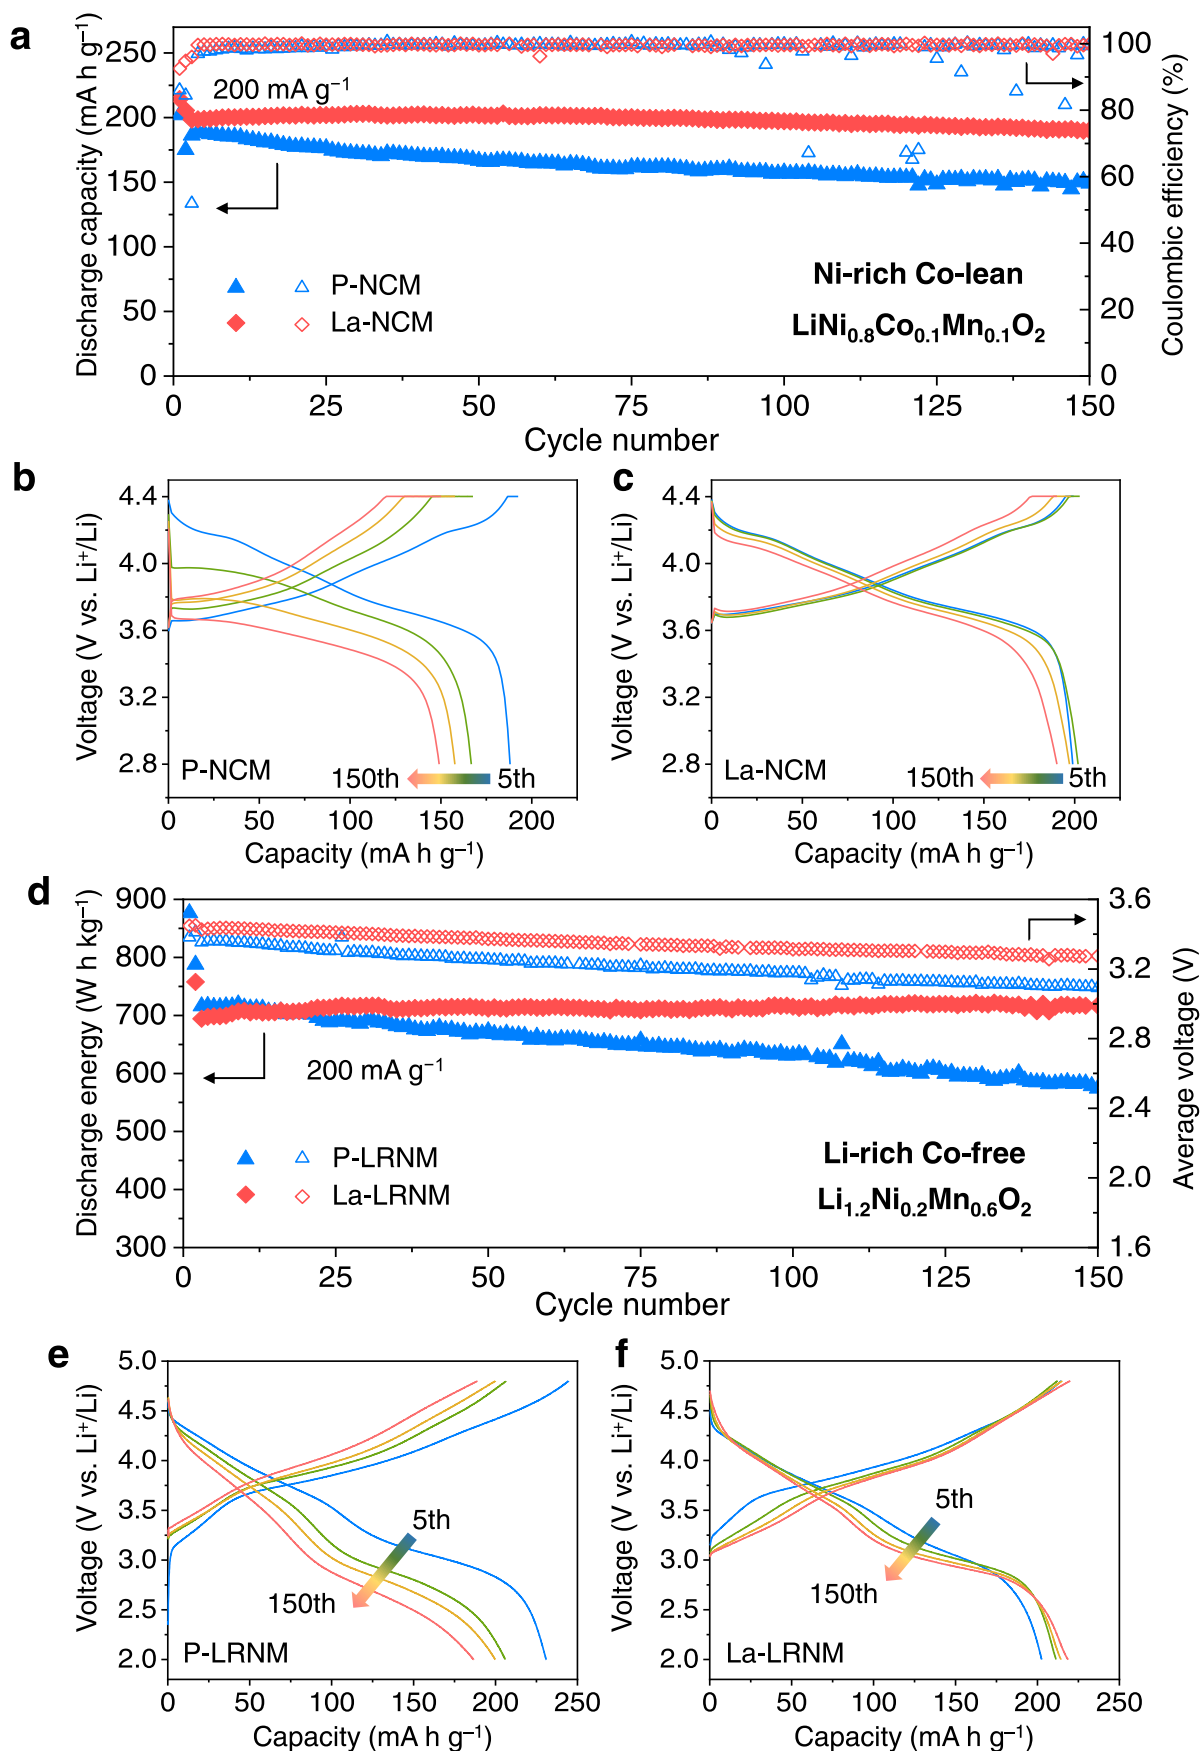 a
250
200
150
100
50
0
Discharge capacity (mA h g⁻¹)
200 mA g⁻¹
P-NCM
La-NCM
Ni-rich Co-lean
LiNi₀.₈Co₀.₁Mn₀.₁O₂
100
80
60
40
20
0
Coulombic efficiency (%)
0 25 50 75 100 125 150
Cycle number
b
4.4
4.0
3.6
3.2
2.8
Voltage (V vs. Li⁺/Li)
P-NCM
150th 5th
0 50 100 150 200
Capacity (mA h g⁻¹)
c
4.4
4.0
3.6
3.2
2.8
Voltage (V vs. Li⁺/Li)
La-NCM
150th 5th
0 50 100 150 200
Capacity (mA h g⁻¹)
d
900
800
700
600
500
400
300
Discharge energy (W h kg⁻¹)
200 mA g⁻¹
P-LRNM
La-LRNM
Li-rich Co-free
Li₁.₂Ni₀.₂Mn₀.₆O₂
3.6
3.2
2.8
2.4
2.0
1.6
Average voltage (V)
0 25 50 75 100 125 150
Cycle number
e
5.0
4.5
4.0
3.5
3.0
2.5
2.0
Voltage (V vs. Li⁺/Li)
5th
150th
P-LRNM
0 50 100 150 200 250
Capacity (mA h g⁻¹)
f
5.0
4.5
4.0
3.5
3.0
2.5
2.0
Voltage (V vs. Li⁺/Li)
5th
150th
La-LRNM
0 50 100 150 200 250
Capacity (mA h g⁻¹)